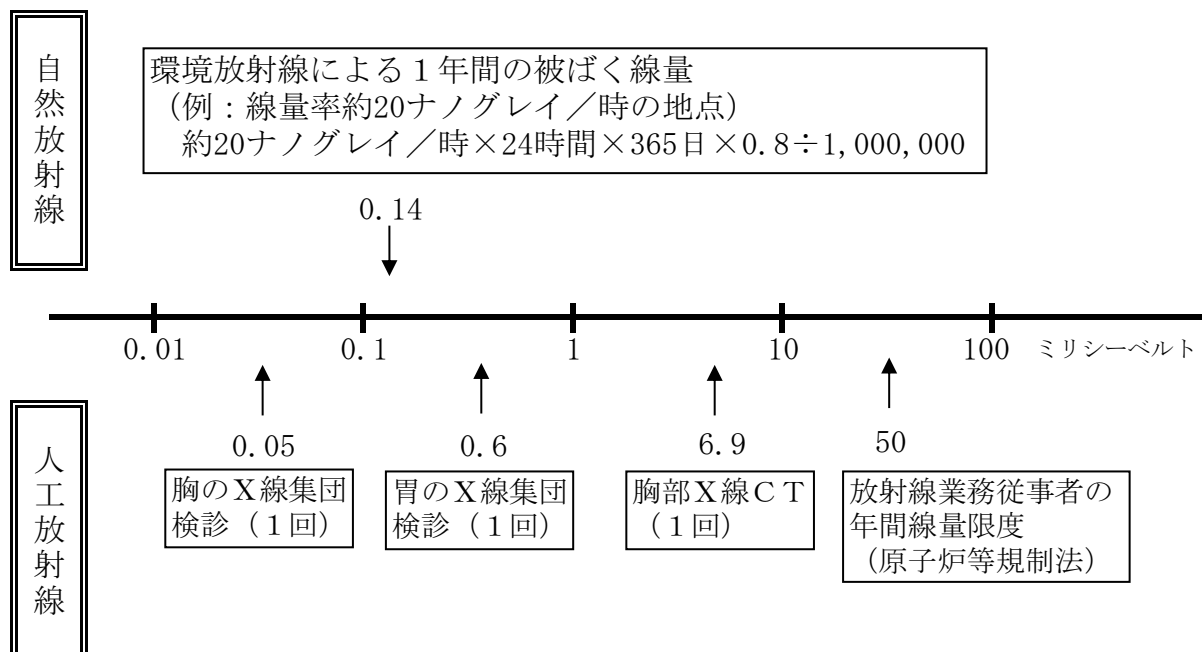 自然放射線
環境放射線による1年間の被ばく線量
(例:線量率約20ナノグレイ/時の地点)
約20ナノグレイ/時×24時間×365日×0.8÷1,000,000
0.14
0.01
0.1
1
10
100
ミリシーベルト
人工放射線
0.05
胸のX線集団
検診(1回)
0.6
胃のX線集団
検診(1回)
6.9
胸部X線CT
(1回)
50
放射線業務従事者の
年間線量限度
(原子炉等規制法)